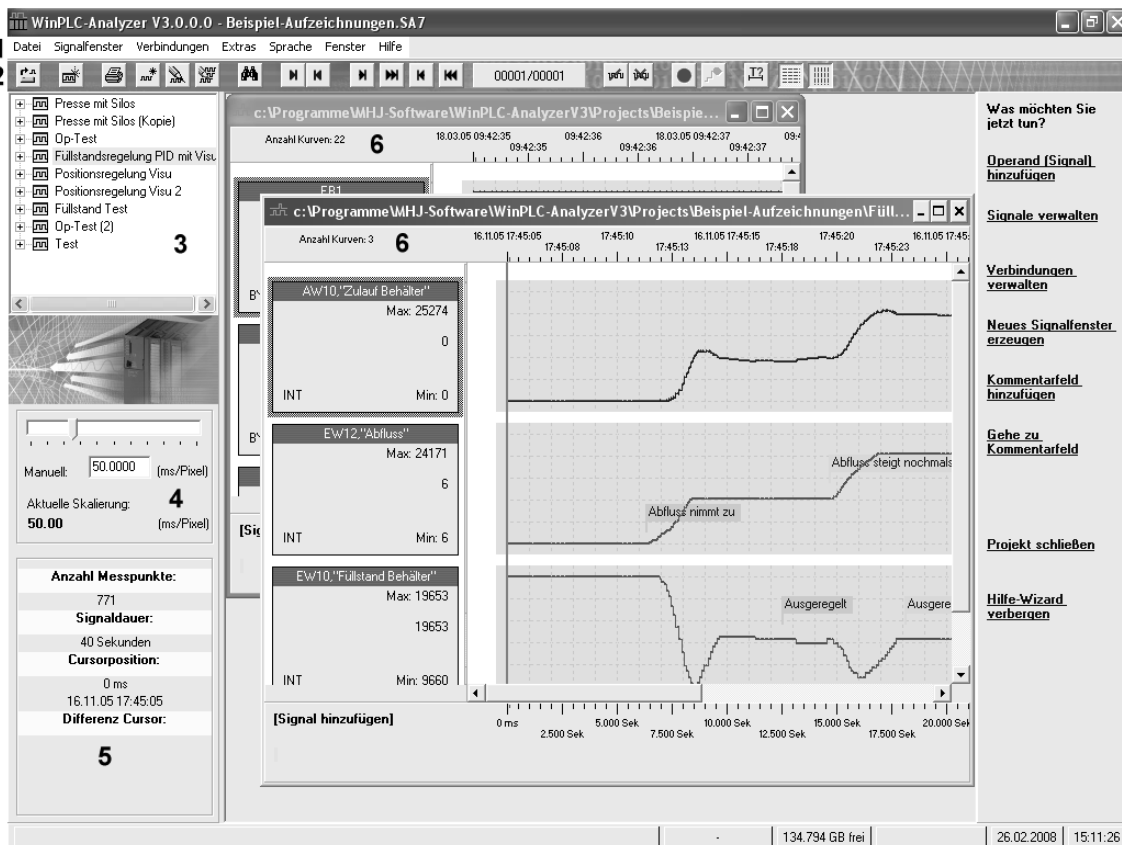 WinPLC-Analyzer V3.0.0.0 - Beispiel-Aufzeichnungen.SA7
Datei Signalfenster Verbindungen Extras Sprache Fenster Hilfe
2
00001/00001
Presse mit Silos
Presse mit Silos (Kopie)
Op-Test
Füllstandsregelung PID mit Visu
Positionsregelung Visu
Positionsregelung Visu 2
Füllstand Test
Op-Test (2)
Test
3
Manuell: 50.0000 (ms/Pixel)
Aktuelle Skalierung: 4
50.00 (ms/Pixel)
Anzahl Messpunkte:
771
Signaldauer:
40 Sekunden
Cursorposition:
0 ms
16.11.05 17:45:05
Differenz Cursor:
5
c:\Programme\MHJ-Software\WinPLC-AnalyzerV3\Projects\Beispie...
Anzahl Kurven: 22 6
18.03.05 09:42:35 09:42:36 18.03.05 09:42:37 09:4
09:42:35 09:42:36 09:42:37
EB1
[Sig
c:\Programme\MHJ-Software\WinPLC-AnalyzerV3\Projects\Beispiel-Aufzeichnungen\Füll...
Anzahl Kurven: 3 6
16.11.05 17:45:05 17:45:10 16.11.05 17:45:15 17:45:20 16.11.05 17:45:
17:45:08 17:45:13 17:45:18 17:45:23
AW10,"Zulauf Behälter"
Max: 25274
0
INT Min: 0
EW12,"Abfluss"
Max: 24171
6
INT Min: 6
Abfluss nimmt zu
Abfluss steigt nochmals
EW10,"Füllstand Behälter"
Max: 19653
19653
INT Min: 9660
Ausgeregelt
Ausgere
[Signal hinzufügen]
0 ms 5.000 Sek 10.000 Sek 15.000 Sek 20.000 Sek
2.500 Sek 7.500 Sek 12.500 Sek 17.500 Sek
Was möchten Sie
jetzt tun?
Operand (Signal)
hinzufügen
Signale verwalten
Verbindungen
verwalten
Neues Signalfenster
erzeugen
Kommentarfeld
hinzufügen
Gehe zu
Kommentarfeld
Projekt schließen
Hilfe-Wizard
verbergen
- 134.794 GB frei 26.02.2008 15:11:26